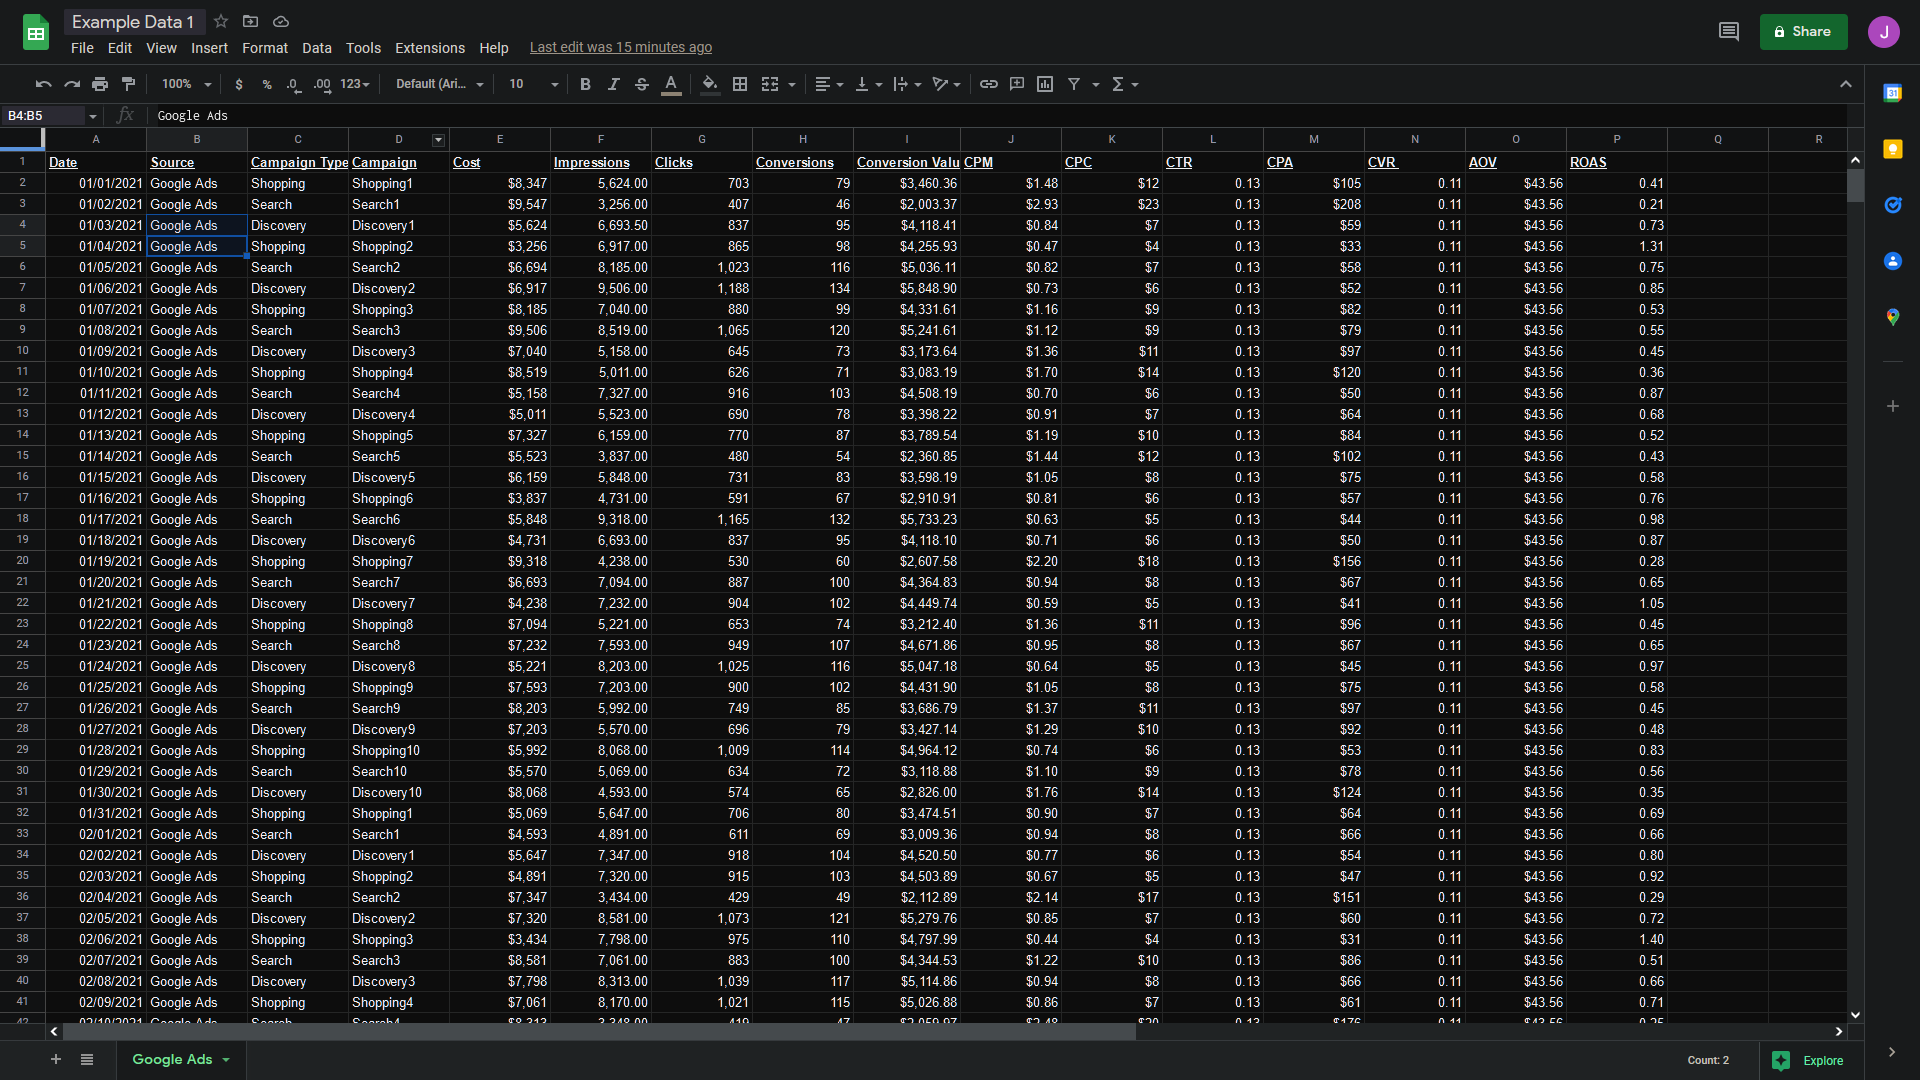 Example Data 1
File Edit View Insert Format Data Tools Extensions Help Last edit was 15 minutes ago
Share
J
100% $ % .0 .00 123 Default (Ari... 10 B I S A
B4:B5 fx Google Ads
A B C D E F G H I J K L M N O P Q R
1 Date Source Campaign Type Campaign Cost Impressions Clicks Conversions Conversion Valu CPM CPC CTR CPA CVR AOV ROAS
2 01/01/2021 Google Ads Shopping Shopping1 $8,347 5,624.00 703 79 $3,460.36 $1.48 $12 0.13 $105 0.11 $43.56 0.41
3 01/02/2021 Google Ads Search Search1 $9,547 3,256.00 407 46 $2,003.37 $2.93 $23 0.13 $208 0.11 $43.56 0.21
4 01/03/2021 Google Ads Discovery Discovery1 $5,624 6,693.50 837 95 $4,118.41 $0.84 $7 0.13 $59 0.11 $43.56 0.73
5 01/04/2021 Google Ads Shopping Shopping2 $3,256 6,917.00 865 98 $4,255.93 $0.47 $4 0.13 $33 0.11 $43.56 1.31
6 01/05/2021 Google Ads Search Search2 $6,694 8,185.00 1,023 116 $5,036.11 $0.82 $7 0.13 $58 0.11 $43.56 0.75
7 01/06/2021 Google Ads Discovery Discovery2 $6,917 9,506.00 1,188 134 $5,848.90 $0.73 $6 0.13 $52 0.11 $43.56 0.85
8 01/07/2021 Google Ads Shopping Shopping3 $8,185 7,040.00 880 99 $4,331.61 $1.16 $9 0.13 $82 0.11 $43.56 0.53
9 01/08/2021 Google Ads Search Search3 $9,506 8,519.00 1,065 120 $5,241.61 $1.12 $9 0.13 $79 0.11 $43.56 0.55
10 01/09/2021 Google Ads Discovery Discovery3 $7,040 5,158.00 645 73 $3,173.64 $1.36 $11 0.13 $97 0.11 $43.56 0.45
11 01/10/2021 Google Ads Shopping Shopping4 $8,519 5,011.00 626 71 $3,083.19 $1.70 $14 0.13 $120 0.11 $43.56 0.36
12 01/11/2021 Google Ads Search Search4 $5,158 7,327.00 916 103 $4,508.19 $0.70 $6 0.13 $50 0.11 $43.56 0.87
13 01/12/2021 Google Ads Discovery Discovery4 $5,011 5,523.00 690 78 $3,398.22 $0.91 $7 0.13 $64 0.11 $43.56 0.68
14 01/13/2021 Google Ads Shopping Shopping5 $7,327 6,159.00 770 87 $3,789.54 $1.19 $10 0.13 $84 0.11 $43.56 0.52
15 01/14/2021 Google Ads Search Search5 $5,523 3,837.00 480 54 $2,360.85 $1.44 $12 0.13 $102 0.11 $43.56 0.43
16 01/15/2021 Google Ads Discovery Discovery5 $6,159 5,848.00 731 83 $3,598.19 $1.05 $8 0.13 $75 0.11 $43.56 0.58
17 01/16/2021 Google Ads Shopping Shopping6 $3,837 4,731.00 591 67 $2,910.91 $0.81 $6 0.13 $57 0.11 $43.56 0.76
18 01/17/2021 Google Ads Search Search6 $5,848 9,318.00 1,165 132 $5,733.23 $0.63 $5 0.13 $44 0.11 $43.56 0.98
19 01/18/2021 Google Ads Discovery Discovery6 $4,731 6,693.00 837 95 $4,118.10 $0.71 $6 0.13 $50 0.11 $43.56 0.87
20 01/19/2021 Google Ads Shopping Shopping7 $9,318 4,238.00 530 60 $2,607.58 $2.20 $18 0.13 $156 0.11 $43.56 0.28
21 01/20/2021 Google Ads Search Search7 $6,693 7,094.00 887 100 $4,364.83 $0.94 $8 0.13 $67 0.11 $43.56 0.65
22 01/21/2021 Google Ads Discovery Discovery7 $4,238 7,232.00 904 102 $4,449.74 $0.59 $5 0.13 $41 0.11 $43.56 1.05
23 01/22/2021 Google Ads Shopping Shopping8 $7,094 5,221.00 653 74 $3,212.40 $1.36 $11 0.13 $96 0.11 $43.56 0.45
24 01/23/2021 Google Ads Search Search8 $7,232 7,593.00 949 107 $4,671.86 $0.95 $8 0.13 $67 0.11 $43.56 0.65
25 01/24/2021 Google Ads Discovery Discovery8 $5,221 8,203.00 1,025 116 $5,047.18 $0.64 $5 0.13 $45 0.11 $43.56 0.97
26 01/25/2021 Google Ads Shopping Shopping9 $7,593 7,203.00 900 102 $4,431.90 $1.05 $8 0.13 $75 0.11 $43.56 0.58
27 01/26/2021 Google Ads Search Search9 $8,203 5,992.00 749 85 $3,686.79 $1.37 $11 0.13 $97 0.11 $43.56 0.45
28 01/27/2021 Google Ads Discovery Discovery9 $7,203 5,570.00 696 79 $3,427.14 $1.29 $10 0.13 $92 0.11 $43.56 0.48
29 01/28/2021 Google Ads Shopping Shopping10 $5,992 8,068.00 1,009 114 $4,964.12 $0.74 $6 0.13 $53 0.11 $43.56 0.83
30 01/29/2021 Google Ads Search Search10 $5,570 5,069.00 634 72 $3,118.88 $1.10 $9 0.13 $78 0.11 $43.56 0.56
31 01/30/2021 Google Ads Discovery Discovery10 $8,068 4,593.00 574 65 $2,826.00 $1.76 $14 0.13 $124 0.11 $43.56 0.35
32 01/31/2021 Google Ads Shopping Shopping1 $5,069 5,647.00 706 80 $3,474.51 $0.90 $7 0.13 $64 0.11 $43.56 0.69
33 02/01/2021 Google Ads Search Search1 $4,593 4,891.00 611 69 $3,009.36 $0.94 $8 0.13 $66 0.11 $43.56 0.66
34 02/02/2021 Google Ads Discovery Discovery1 $5,647 7,347.00 918 104 $4,520.50 $0.77 $6 0.13 $54 0.11 $43.56 0.80
35 02/03/2021 Google Ads Shopping Shopping2 $4,891 7,320.00 915 103 $4,503.89 $0.67 $5 0.13 $47 0.11 $43.56 0.92
36 02/04/2021 Google Ads Search Search2 $7,347 3,434.00 429 49 $2,112.89 $2.14 $17 0.13 $151 0.11 $43.56 0.29
37 02/05/2021 Google Ads Discovery Discovery2 $7,320 8,581.00 1,073 121 $5,279.76 $0.85 $7 0.13 $60 0.11 $43.56 0.72
38 02/06/2021 Google Ads Shopping Shopping3 $3,434 7,798.00 975 110 $4,797.99 $0.44 $4 0.13 $31 0.11 $43.56 1.40
39 02/07/2021 Google Ads Search Search3 $8,581 7,061.00 883 100 $4,344.53 $1.22 $10 0.13 $86 0.11 $43.56 0.51
40 02/08/2021 Google Ads Discovery Discovery3 $7,798 8,313.00 1,039 117 $5,114.86 $0.94 $8 0.13 $66 0.11 $43.56 0.66
41 02/09/2021 Google Ads Shopping Shopping4 $7,061 8,170.00 1,021 115 $5,026.88 $0.86 $7 0.13 $61 0.11 $43.56 0.71
Google Ads
Count: 2
Explore
31